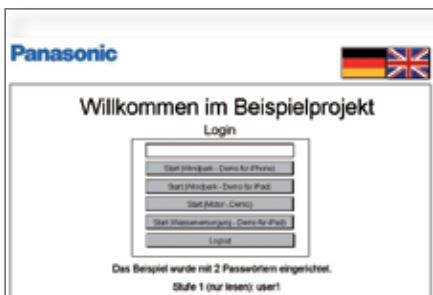 Panasonic
Willkommen im Beispielprojekt
Login
Start (Windpark - Demo für iPhone)
Start (Windpark - Demo für iPad)
Start (Motor - Demo)
Start (Wasserversorgung - Demo für iPad)
Logout
Das Beispiel wurde mit 2 Passwörtern eingerichtet.
Stufe 1 (nur lesen): user1